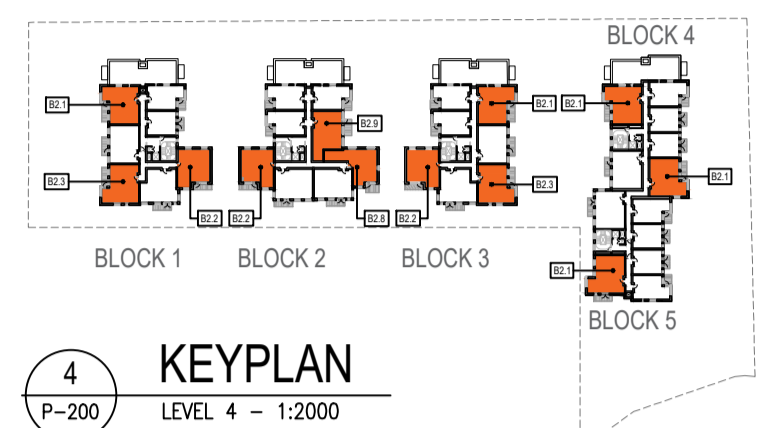 BLOCK 4
B2.1
B2.3
B2.2
BLOCK 1
B2.9
B2.2
B2.8
BLOCK 2
B2.1
B2.3
B2.2
BLOCK 3
B2.1
B2.1
B2.1
BLOCK 5
4
P-200
KEYPLAN
LEVEL 4 - 1:2000